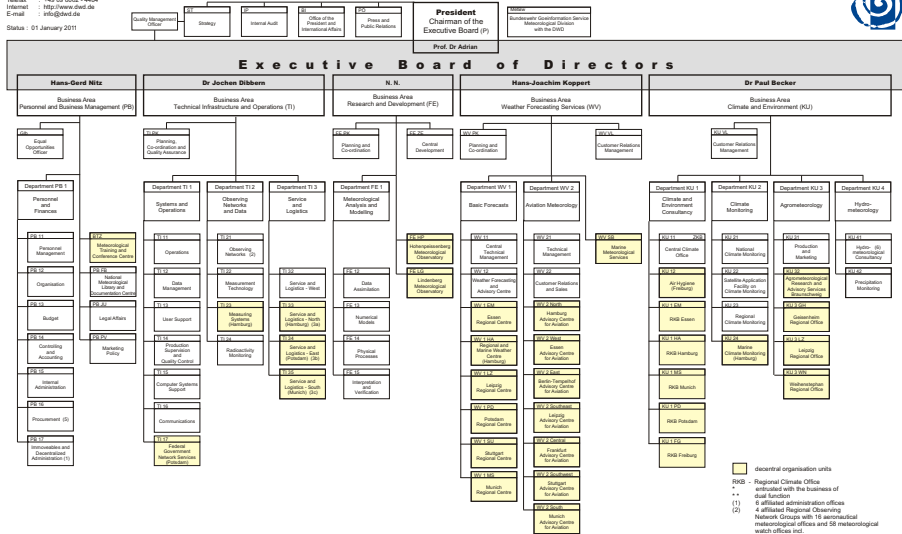 Internet : http://www.dwd.de
E-mail : info@dwd.de
Status : 01 January 2011
Quality Management
Officer
ST
Strategy
IP
Internal Audit
BI
Office of the
President and
International Affairs
PÖ
Press and
Public Relations
President
Chairman of the
Executive Board (P)
Prof. Dr Adrian
Bundeswehr Geoinformation Service
Meteorological Division
with the DWD
Executive Board of Directors
Hans-Gerd Nitz
Business Area
Personnel and Business Management (PB)
Dr Jochen Dibbern
Business Area
Technical Infrastructure and Operations (TI)
N. N.
Business Area
Research and Development (FE)
Hans-Joachim Koppert
Business Area
Weather Forecasting Services (WV)
Dr Paul Becker
Business Area
Climate and Environment (KU)
Equal
Opportunities
Officer
TI PK
Planning,
Co-ordination and
Quality Assurance
FE PK
Planning and
Co-ordination
FE ZE
Central
Development
WV PK
Planning and
Co-ordination
WV VL
Customer Relations
Management
KU VL
Customer Relations
Management
Department PB 1
Personnel
and
Finances
PB 11
Personnel
Management
PB 12
Organisation
PB 13
Budget
PB 14
Controlling
and
Accounting
PB 15
Internal
Administration
PB 16
Procurement (5)
PB 17
Immoveables and
Decentralized
Administration (1)
BTZ
Meteorological
Training and
Conference Centre
PB FB
National
Meteorological
Library and
Documentation Centre
PB JU
Legal Affairs
PB PV
Marketing
Policy
Department TI 1
Systems and
Operations
TI 11
Operations
TI 12
Data
Management
TI 13
User Support
TI 14
Production
Supervision
and
Quality Control
TI 15
Computer Systems
Support
TI 16
Communications
TI 17
Federal
Government
Network Services
(Potsdam)
Department TI 2
Observing
Networks
and Data
TI 21
Observing
Networks (2)
TI 22
Measurement
Technology
TI 23
Measuring
Systems
(Hamburg)
TI 24
Radioactivity
Monitoring
Department TI 3
Service
and
Logistics
TI 32
Service and
Logistics - West
TI 33
Service and
Logistics - North
(Hamburg) (3a)
TI 34
Service and
Logistics - East
(Potsdam) (3b)
TI 35
Service and
Logistics - South
(Munich) (3c)
Department FE 1
Meteorological
Analysis and
Modelling
FE 12
Data
Assimilation
FE 13
Numerical
Models
FE 14
Physical
Processes
FE 15
Interpretation
and
Verification
FE HP
Hohenpeissenberg
Meteorological
Observatory
FE LG
Lindenberg
Meteorological
Observatory
Department WV 1
Basic Forecasts
WV 11
Central
Technical
Management
WV 12
Weather Forecasting
and
Advisory Centre
WV 1 EM
Essen
Regional Centre
WV 1 HA
Regional and
Marine Weather
Centre
(Hamburg)
WV 1 LZ
Leipzig
Regional Centre
WV 1 PD
Potsdam
Regional Centre
WV 1 SU
Stuttgart
Regional Centre
WV 1 MS
Munich
Regional Centre
Department WV 2
Aviation Meteorology
WV 21
Technical
Management
WV 22
Customer Relations
and Sales
WV 2 North
Hamburg
Advisory Centre
for Aviation
WV 2 West
Essen
Advisory Centre
for Aviation
WV 2 East
Berlin-Tempelhof
Advisory Centre
for Aviation
WV 2 Southeast
Leipzig
Advisory Centre
for Aviation
WV 2 Central
Frankfurt
Advisory Centre
for Aviation
WV 2 Southwest
Stuttgart
Advisory Centre
for Aviation
WV 2 South
Munich
Advisory Centre
for Aviation
WV SB
Marine
Meteorological
Services
Department KU 1
Climate and
Environment
Consultancy
KU 11 ZKB
Central Climate
Office
KU 12
Air Hygiene
(Freiburg)
KU 1 EM
RKB Essen
KU 1 HA
RKB Hamburg
KU 1 MS
RKB Munich
KU 1 PD
RKB Potsdam
KU 1 FG
RKB Freiburg
Department KU 2
Climate
Monitoring
KU 21
National
Climate
Monitoring
KU 22
Satellite Application
Facility on
Climate Monitoring
KU 23
Regional
Climate Monitoring
KU 24
Marine
Climate Monitoring
(Hamburg)
Department KU 3
Agrometeorology
KU 31
Production
and
Marketing
KU 32
Agrometeorological
Research and
Advisory Services
Braunschweig
KU 3 GH
Geisenheim
Regional Office
KU 3 LZ
Leipzig
Regional Office
KU 3 WN
Weihenstephan
Regional Office
Department KU 4
Hydro-
meteorology
KU 41
Hydro- (6)
meteorological
Consultancy
KU 42
Precipitation
Monitoring
decentral organisation units
RKB - Regional Climate Office
* entrusted with the business of
* * dual function
(1) 6 affiliated administration offices
(2) 4 affiliated Regional Observing
Network Groups with 16 aeronautical
meteorological offices and 58 meteorological
watch offices incl.